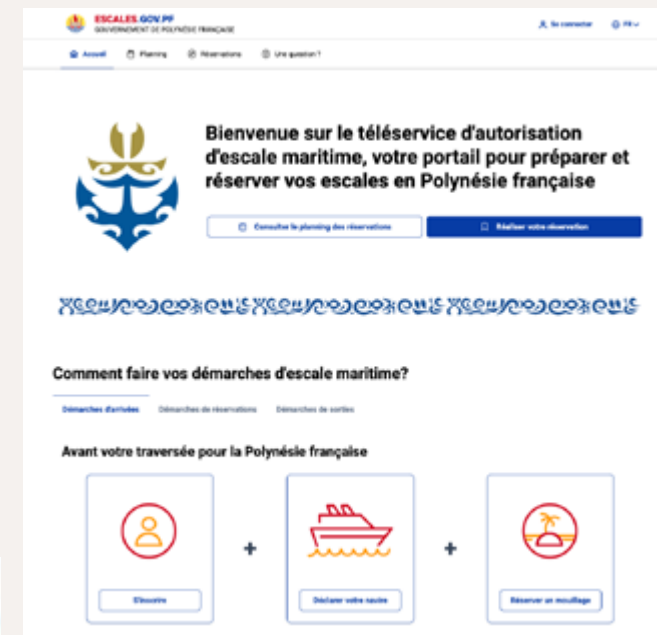 ESCALES.GOV.PF
GOUVERNEMENT DE POLYNÉSIE FRANÇAISE
Se connecter
FR
Accueil
Planning
Réservations
Une question ?
Bienvenue sur le téléservice d'autorisation
d'escale maritime, votre portail pour préparer et
réserver vos escales en Polynésie française
Consulter le planning des réservations
Réaliser votre réservation
Comment faire vos démarches d'escale maritime?
Démarches d'arrivées
Démarches de réservations
Démarches de sorties
Avant votre traversée pour la Polynésie française
+
+
S'inscrire
Déclarer votre navire
Réserver un mouillage